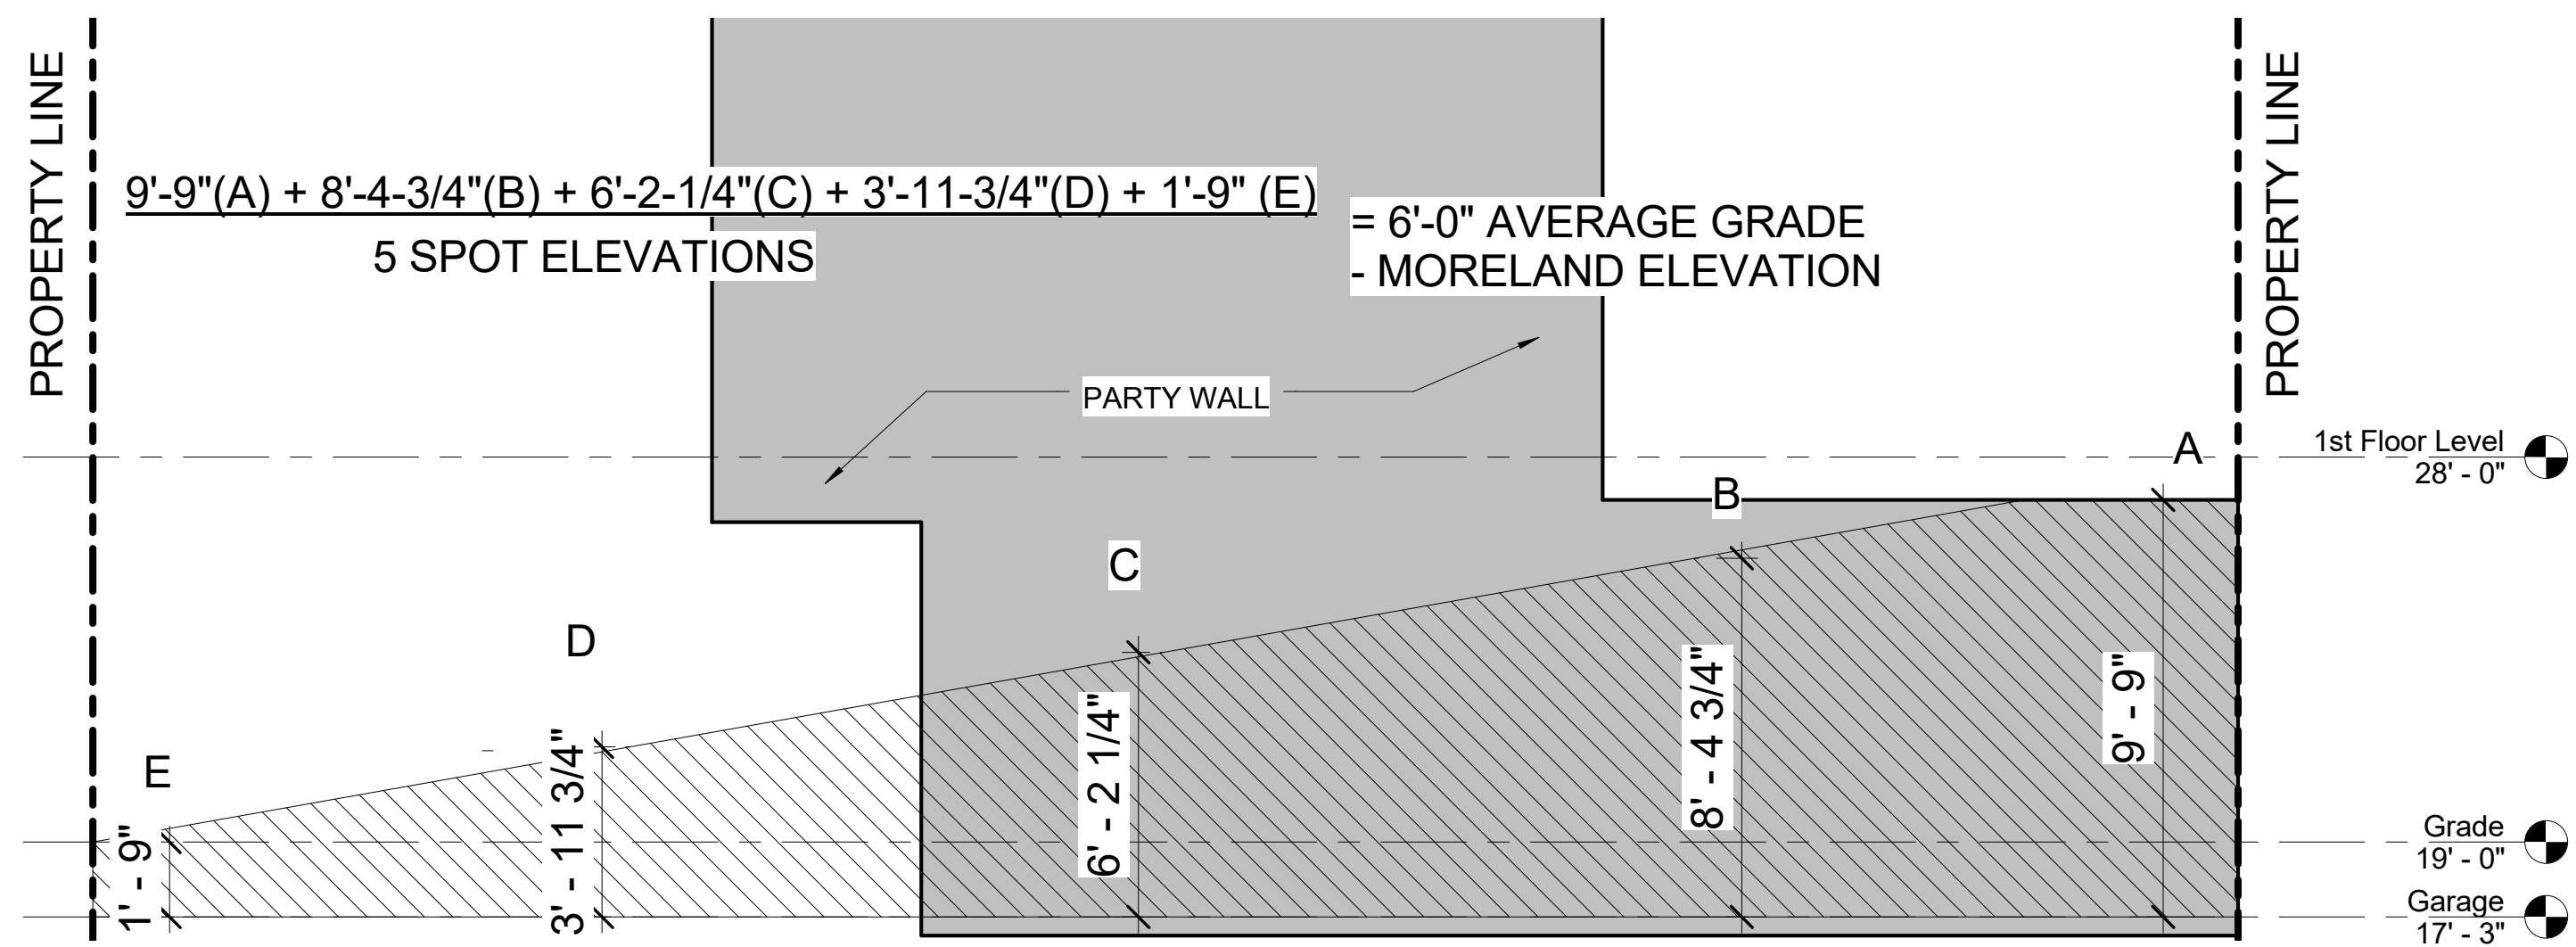 PROPERTY LINE
9'-9"(A) + 8'-4-3/4"(B) + 6'-2-1/4"(C) + 3'-11-3/4"(D) + 1'-9" (E)
5 SPOT ELEVATIONS
= 6'-0" AVERAGE GRADE
- MORELAND ELEVATION
PROPERTY LINE
PARTY WALL
A
1st Floor Level
28' - 0"
B
C
D
E
1' - 9"
3' - 11 3/4"
6' - 2 1/4"
8' - 4 3/4"
9' - 9"
Grade
19' - 0"
Garage
17' - 3"